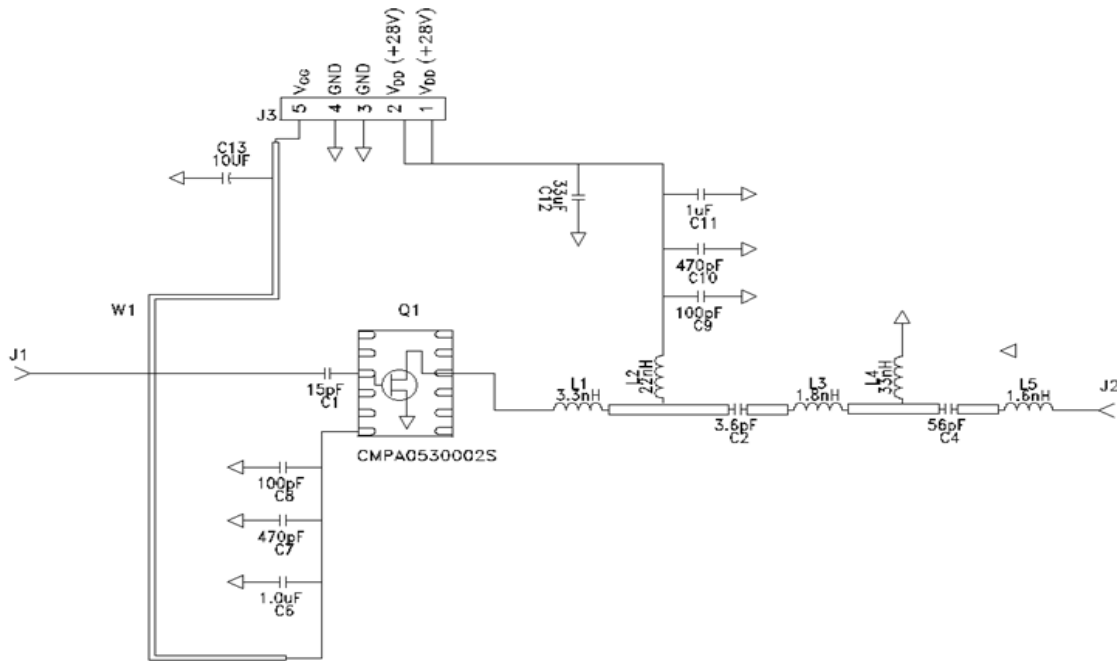 VGG
GND
GND
VDD (+28V)
VDD (+28V)
J3
5
4
3
2
1
C13
10UF
33uF
C12
1uF
C11
470pF
C10
100pF
C9
W1
Q1
J1
15pF
C1
CMPA0530002S
L1
3.3nH
L2
22nH
3.6pF
C2
L3
1.8nH
L4
33nH
56pF
C4
L5
1.6nH
J2
100pF
C8
470pF
C7
1.0uF
C6